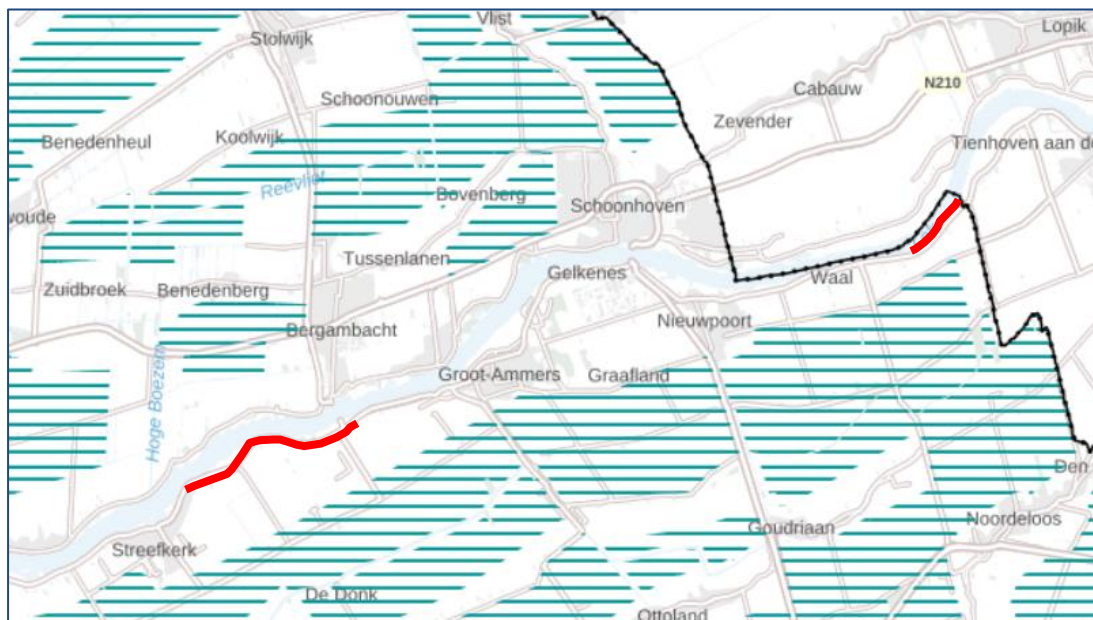 Vlist
Stolwijk
Lopik
N210
Cabauw
Schoonouwen
Zevender
Benedenheul
Koolwijk
Tienhoven aan de
Reevliet
Bovenberg
Schoonhoven
woude
Tussenlanen
Gelkenes
Waal
Zuidbroek
Benedenberg
Nieuwpoort
Bergambacht
Groot-Ammers
Graafland
Hoge Boezem
Den
Noordeloos
Goudriaan
Streefkerk
De Donk
Ottoland